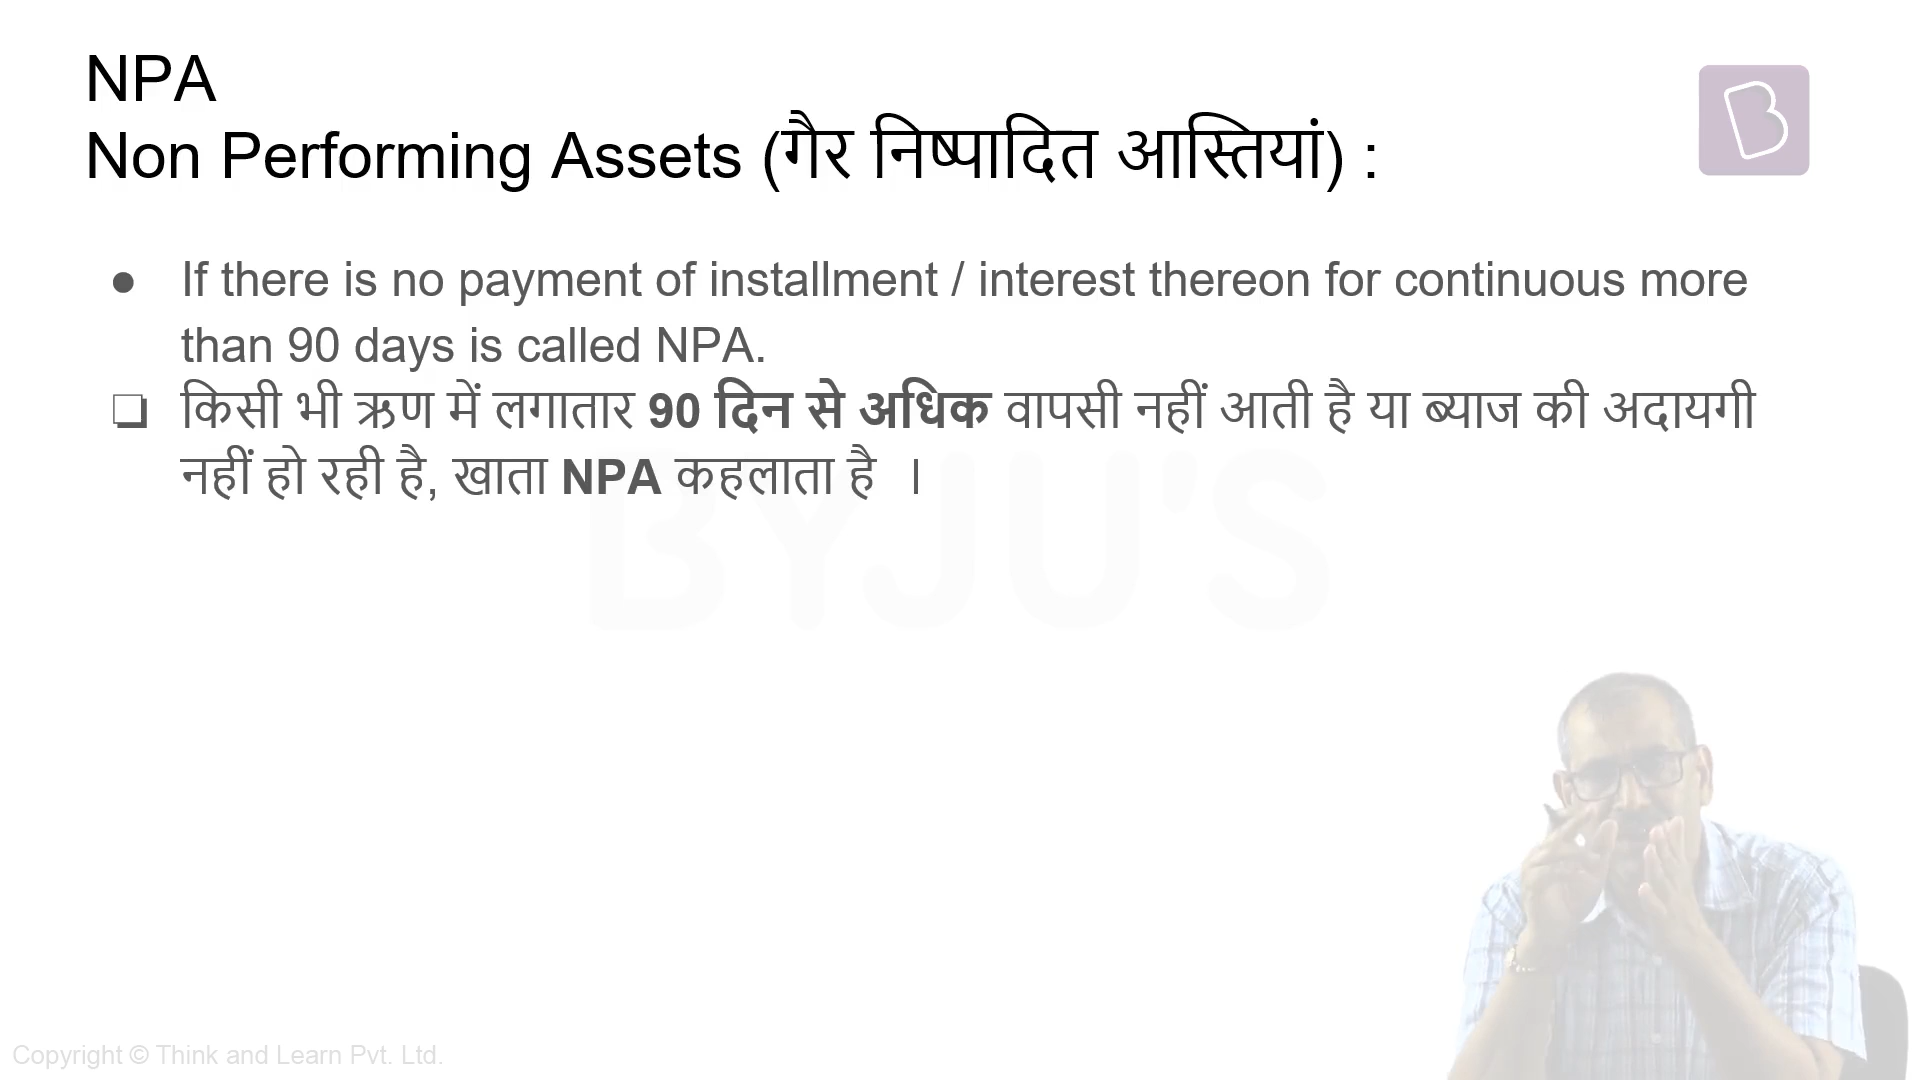 NPA
Non Performing Assets (गैर निष्पादित आस्तियां) :
● If there is no payment of installment / interest thereon for continuous more
than 90 days is called NPA.
❏ किसी भी ऋण में लगातार 90 दिन से अधिक वापसी नहीं आती है या ब्याज की अदायगी
नहीं हो रही है, खाता NPA कहलाता है ।
BYJU'S
Copyright © Think and Learn Pvt. Ltd.